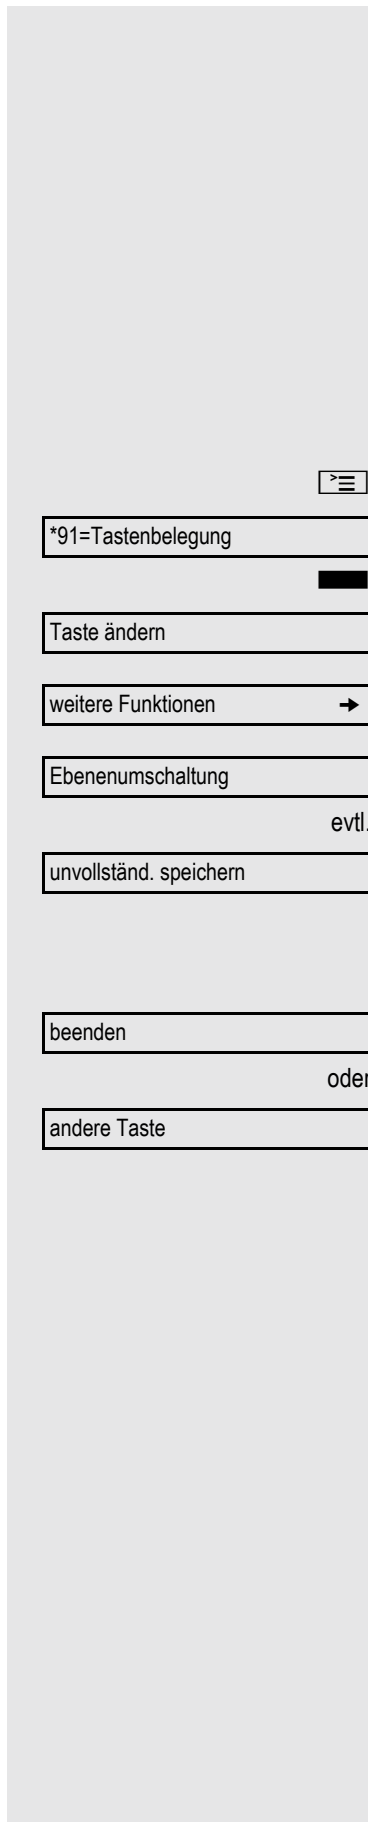 *91=Tastenbelegung
Taste ändern
weitere Funktionen
Ebenenumschaltung
evtl.
unvollständ. speichern
beenden
oder
andere Taste